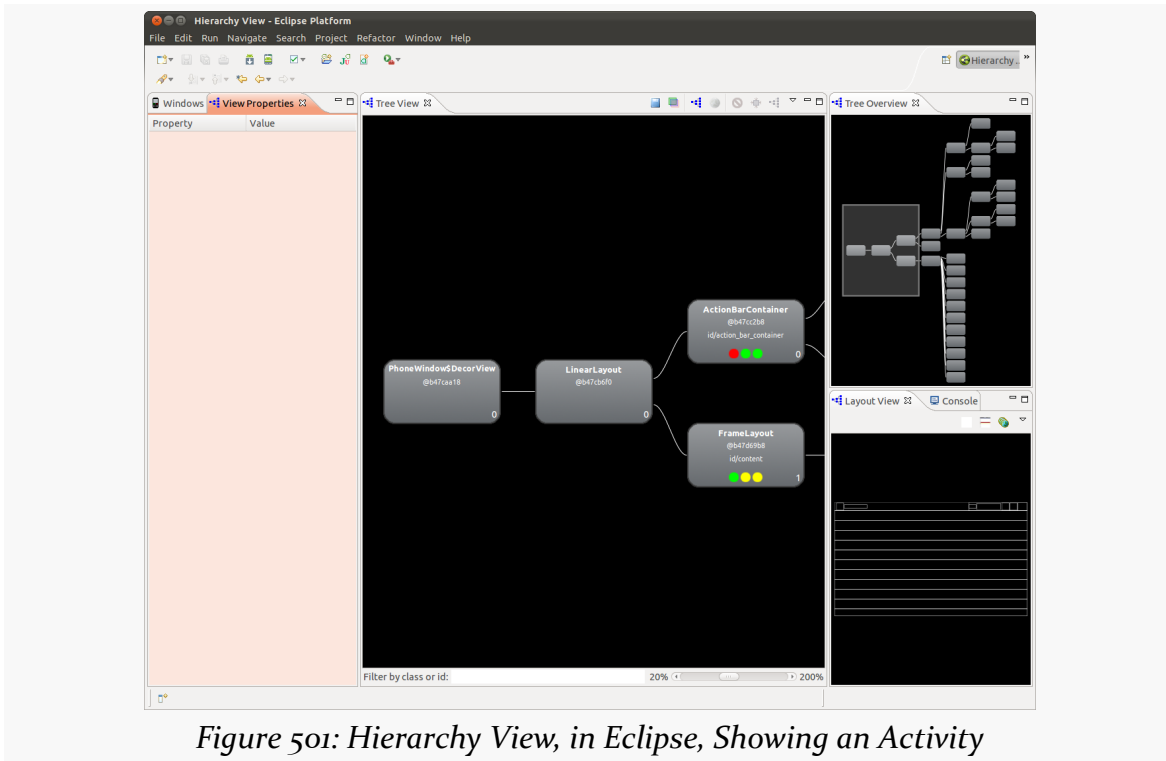 Hierarchy View - Eclipse Platform
File Edit Run Navigate Search Project Refactor Window Help
Hierarchy..
Windows
View Properties
Property Value
Tree View
PhoneWindow$DecorView
@b47caa18
0
LinearLayout
@b47cb6f0
0
ActionBarContainer
@b47cc2b8
id/action_bar_container
0
FrameLayout
@b47d69b8
id/content
1
Filter by class or id:
20% 200%
Tree Overview
Layout View
Console
Figure 501: Hierarchy View, in Eclipse, Showing an Activity